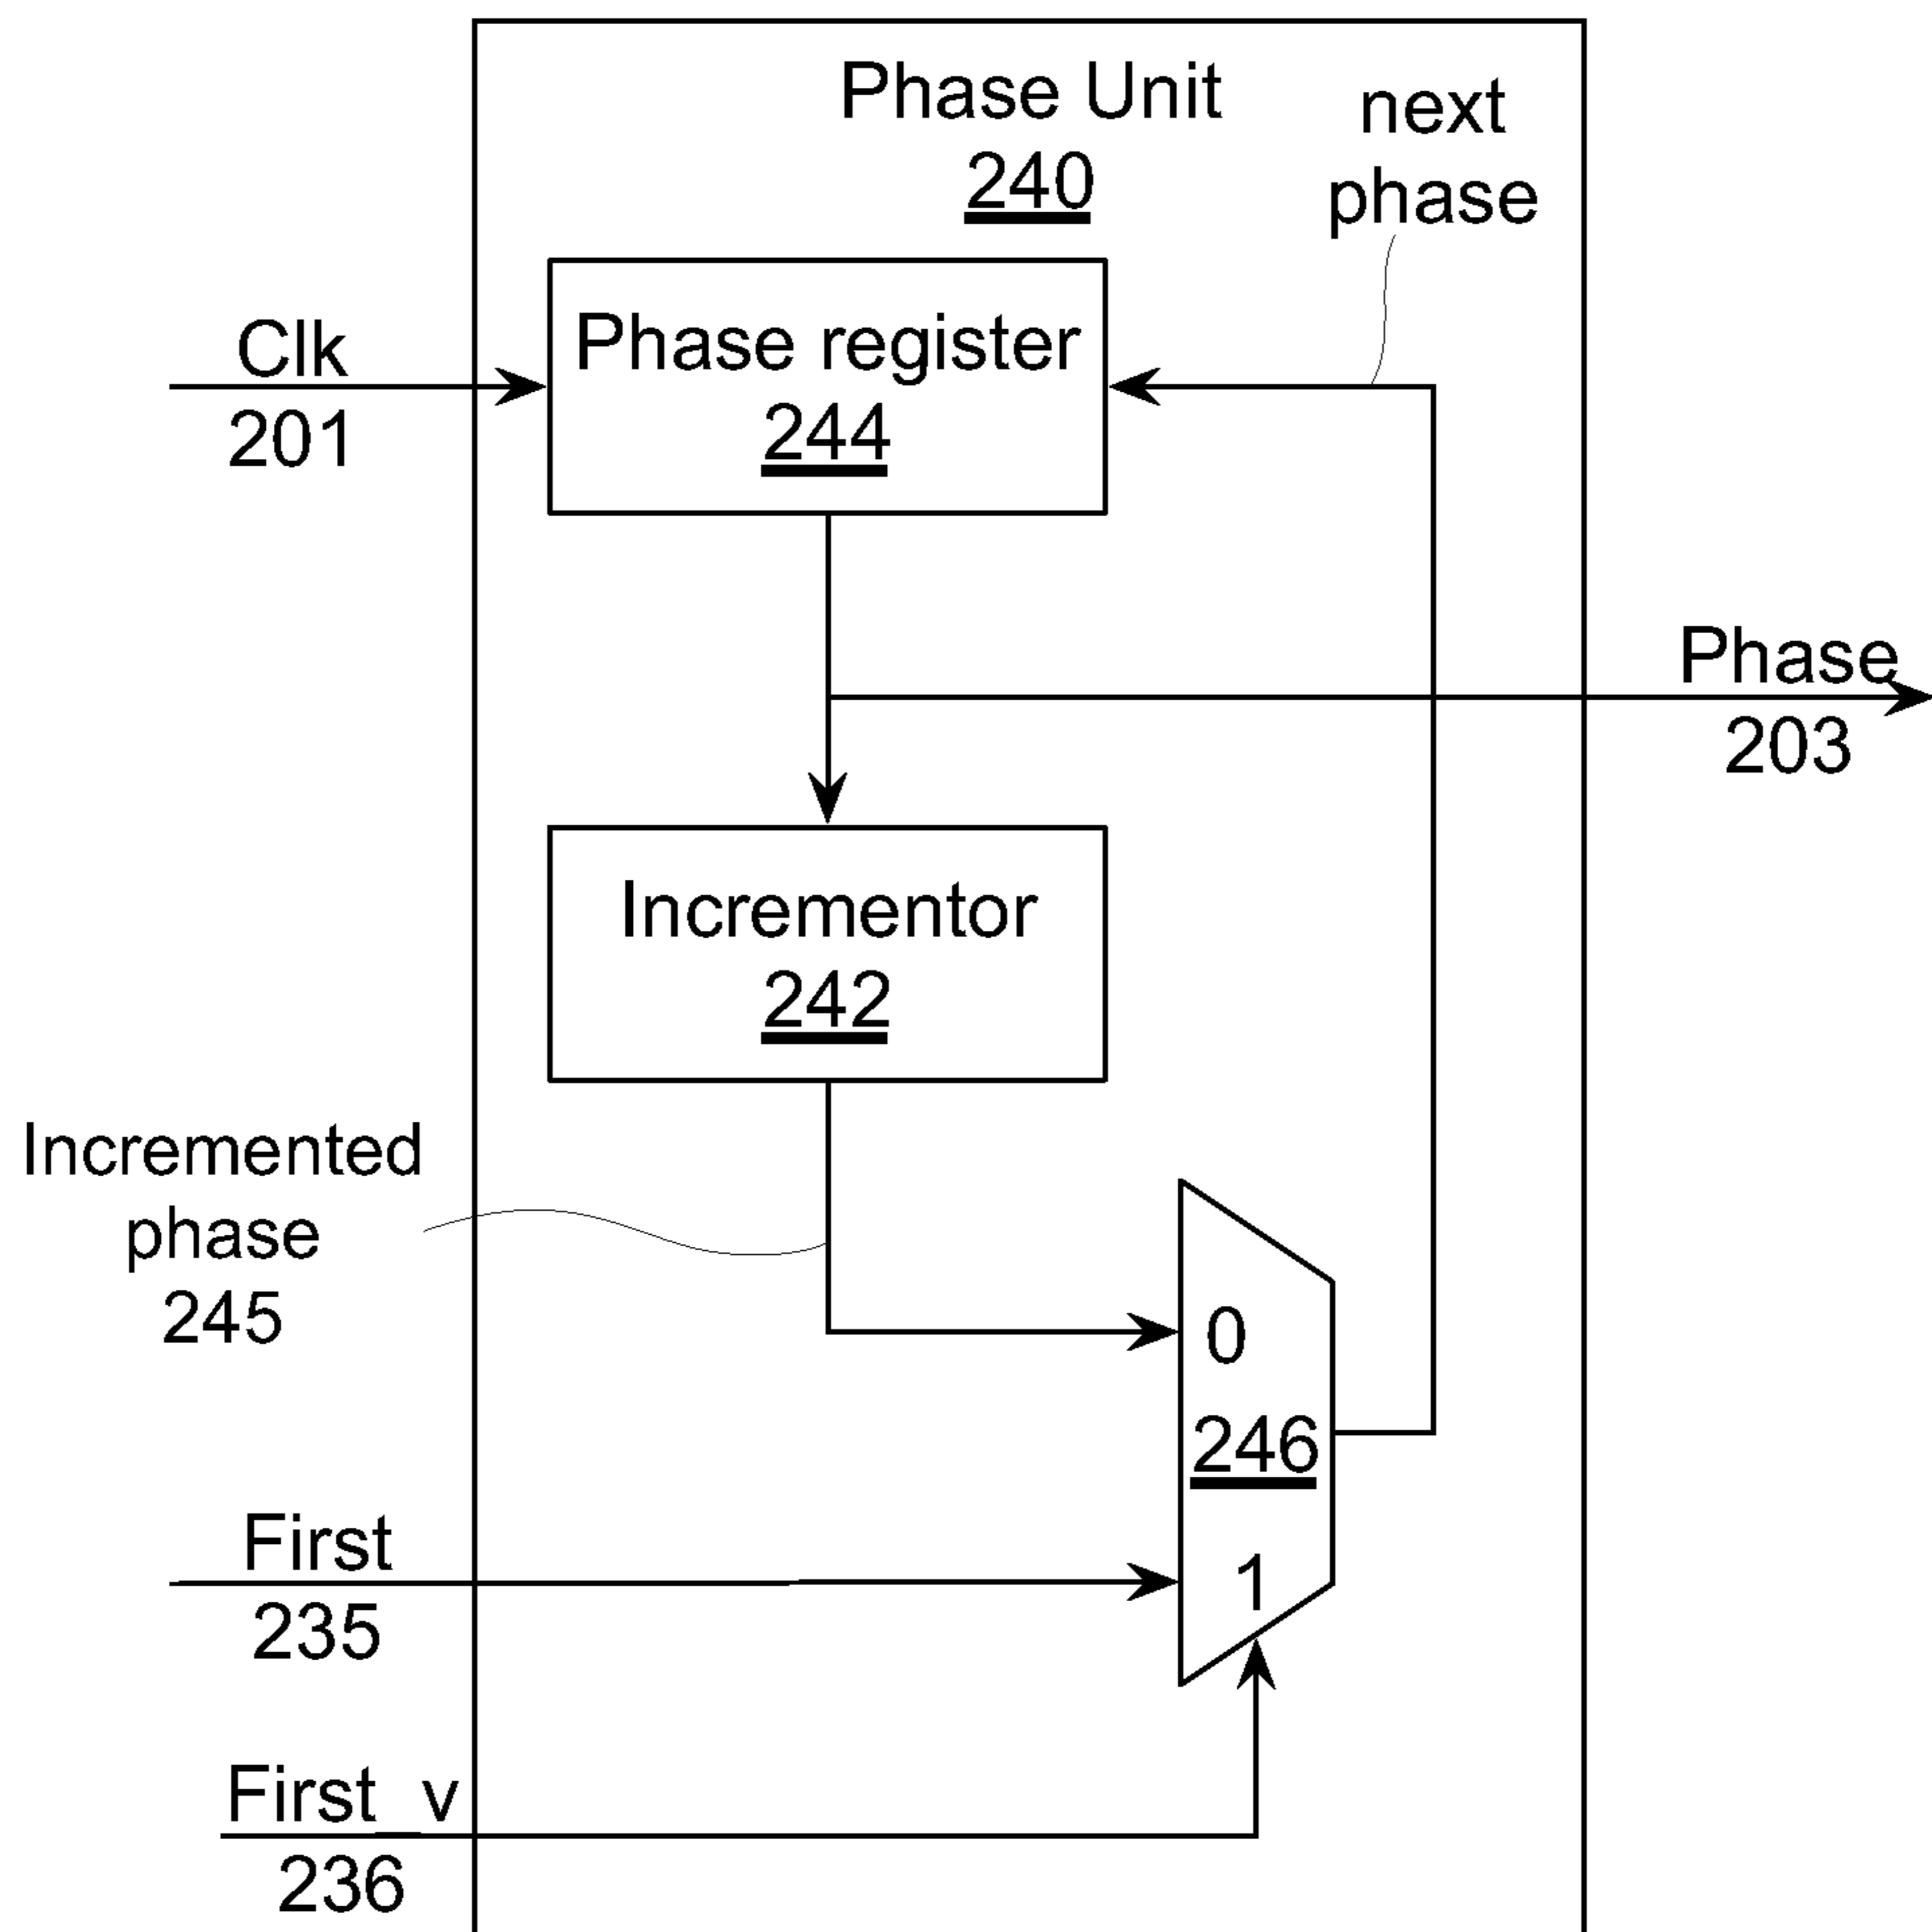 Phase Unit
240
next
phase
Clk
201
Phase register
244
Phase
203
Incrementor
242
Incremented
phase
245
0
246
1
First
235
First_v
236